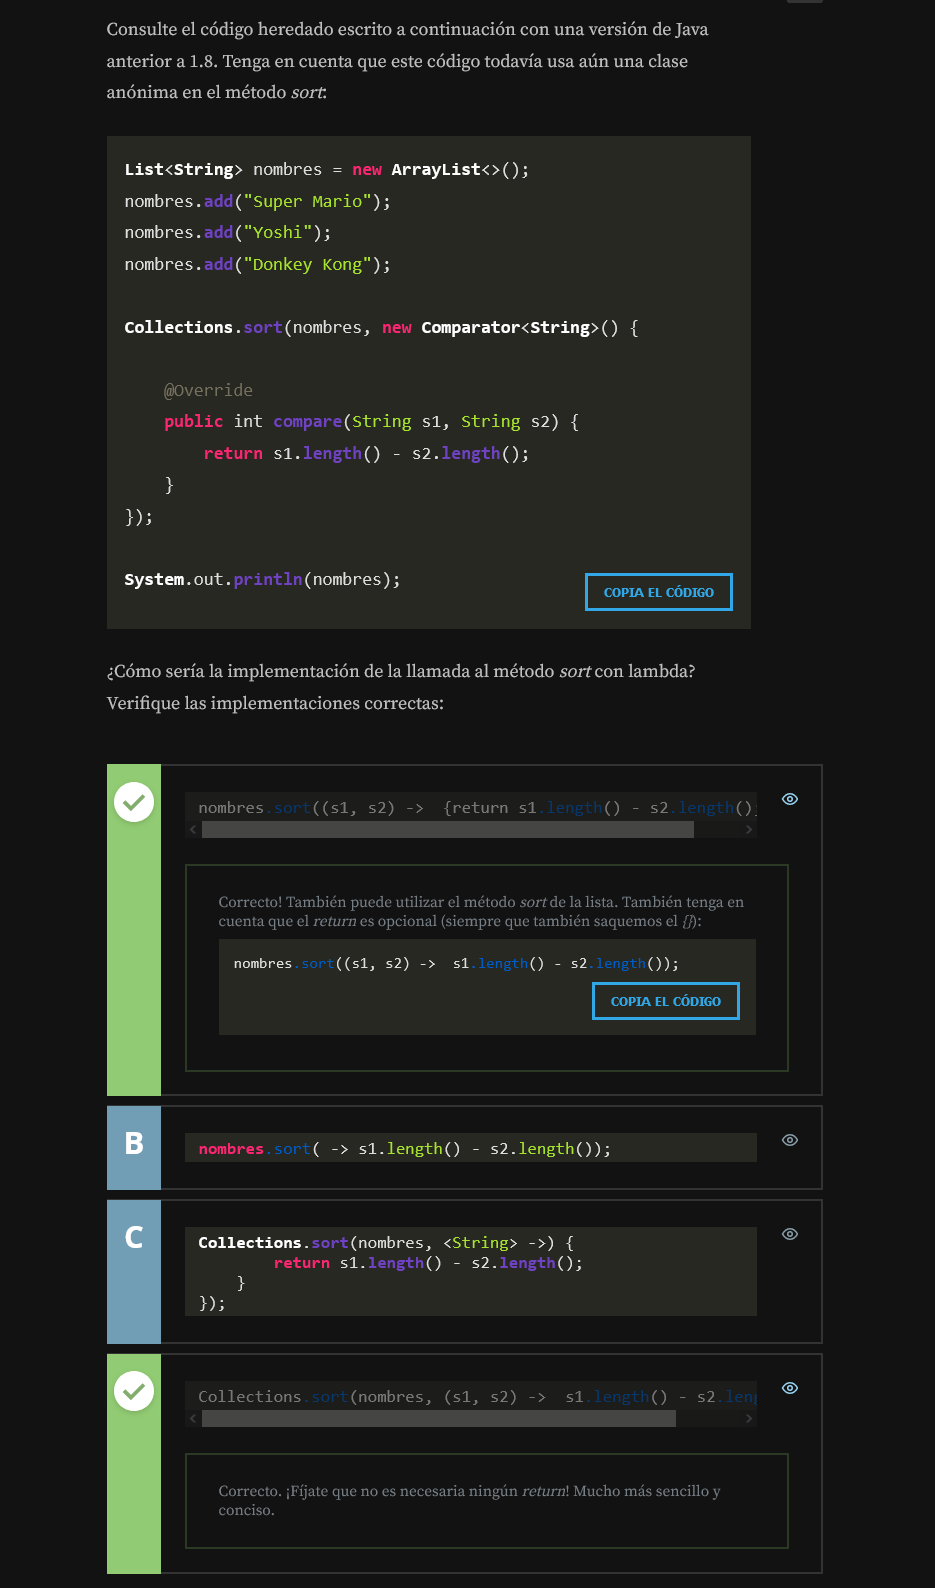 Consulte el código heredado escrito a continuación con una versión de Java
anterior a 1.8. Tenga en cuenta que este código todavía usa aún una clase
anónima en el método sort:
List<String> nombres = new ArrayList<>();
nombres.add("Super Mario");
nombres.add("Yoshi");
nombres.add("Donkey Kong");
Collections.sort(nombres, new Comparator<String>() {
@Override
public int compare(String s1, String s2) {
return s1.length() - s2.length();
}
});
System.out.println(nombres);
COPIA EL CÓDIGO
¿Cómo sería la implementación de la llamada al método sort con lambda?
Verifique las implementaciones correctas:
nombres.sort((s1, s2) -> {return s1.length() - s2.length();
Correcto! También puede utilizar el método sort de la lista. También tenga en
cuenta que el return es opcional (siempre que también saquemos el {}):
nombres.sort((s1, s2) -> s1.length() - s2.length());
COPIA EL CÓDIGO
B
nombres.sort( -> s1.length() - s2.length());
C
Collections.sort(nombres, <String> ->) {
return s1.length() - s2.length();
}
});
Collections.sort(nombres, (s1, s2) -> s1.length() - s2.leng
Correcto. ¡Fíjate que no es necesaria ningún return! Mucho más sencillo y
conciso.